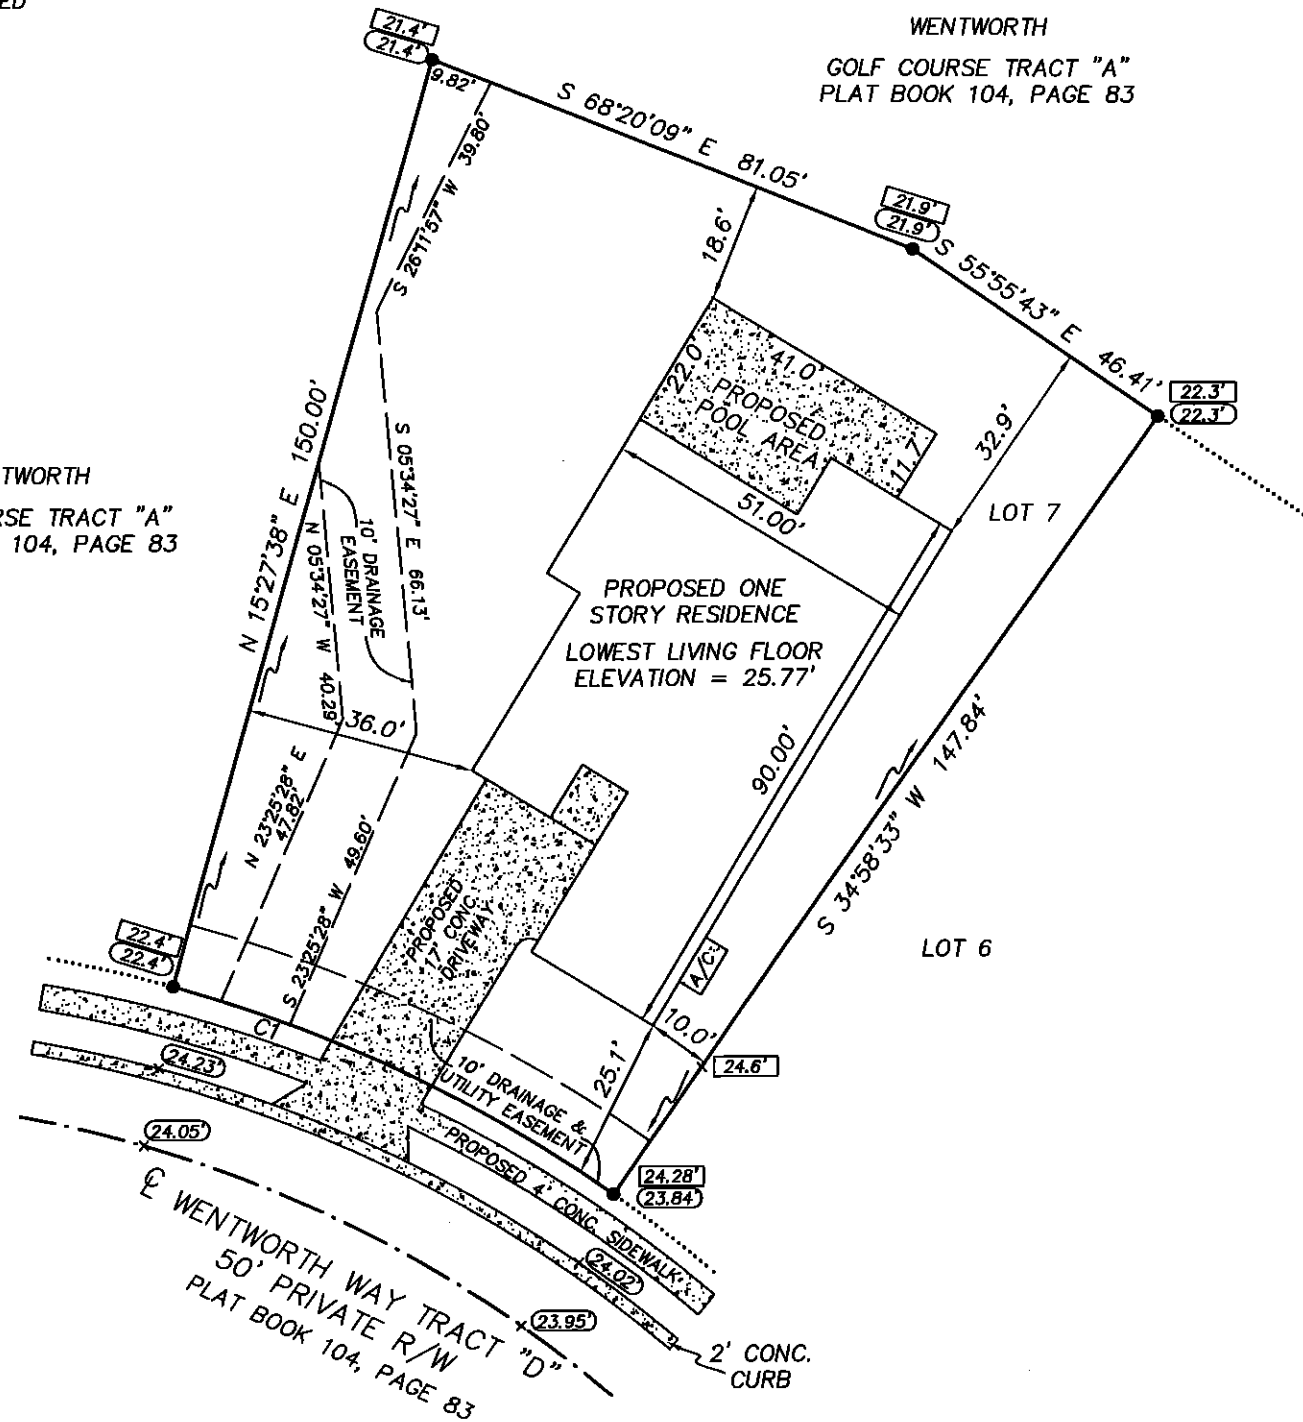 ED
WENTWORTH
GOLF COURSE TRACT "A"
PLAT BOOK 104, PAGE 83
21.4'
21.4'
9.82'
S 68°20'09" E 81.05'
S 26°11'57" W 39.80'
21.9'
21.9'
S 55°55'43" E 46.41'
18.6'
22.3'
22.3'
22.0'
41.0'
PROPOSED
POOL AREA
11.7
32.9'
51.00'
LOT 7
N 15°27'38" E 150.00'
TWORTH
RSE TRACT "A"
104, PAGE 83
S 05°34'27" E 66.13'
10' DRAINAGE
EASEMENT
N 05°34'27" W 40.29'
PROPOSED ONE
STORY RESIDENCE
LOWEST LIVING FLOOR
ELEVATION = 25.77'
36.0'
90.00'
S 34°58'33" W 147.84'
N 23°25'28" E
47.82'
S 23°25'28" W 49.60'
PROPOSED
17' CONC.
DRIVEWAY
LOT 6
22.4'
22.4'
A/C
10.0'
C1
24.6'
25.1'
10' DRAINAGE &
UTILITY EASEMENT
24.23'
24.05'
PROPOSED 4' CONC. SIDEWALK
24.28'
23.84'
24.02'
23.95'
℄ WENTWORTH WAY TRACT "D"
50' PRIVATE R/W
PLAT BOOK 104, PAGE 83
2' CONC.
CURB